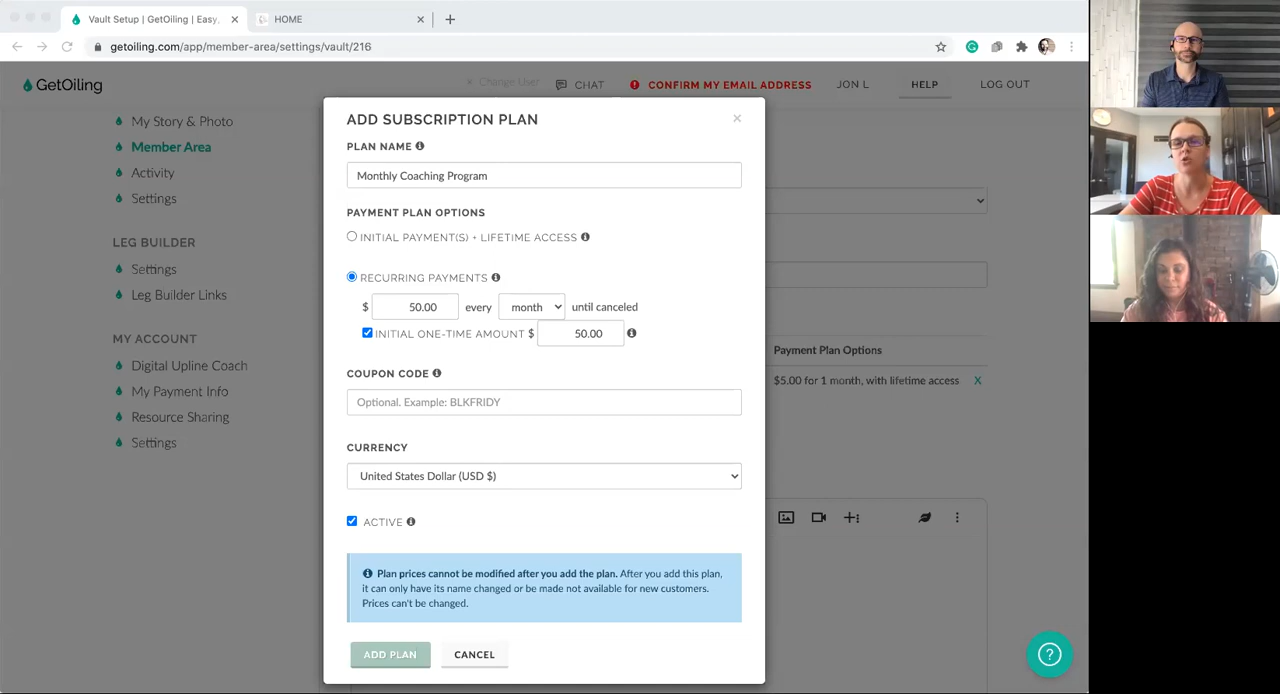 Vault Setup | GetOiling | Easy,
HOME
getoiling.com/app/member-area/settings/vault/216
GetOiling
Change User
CHAT
CONFIRM MY EMAIL ADDRESS
JON L
HELP
LOG OUT
My Story & Photo
Member Area
Activity
Settings
LEG BUILDER
Settings
Leg Builder Links
MY ACCOUNT
Digital Upline Coach
My Payment Info
Resource Sharing
Settings
ADD SUBSCRIPTION PLAN
PLAN NAME
Monthly Coaching Program
PAYMENT PLAN OPTIONS
INITIAL PAYMENT(S) + LIFETIME ACCESS
RECURRING PAYMENTS
$ 50.00 every month until canceled
INITIAL ONE-TIME AMOUNT $ 50.00
COUPON CODE
Optional. Example: BLKFRIDY
CURRENCY
United States Dollar (USD $)
ACTIVE
Plan prices cannot be modified after you add the plan. After you add this plan,
it can only have its name changed or be made not available for new customers.
Prices can't be changed.
ADD PLAN
CANCEL
Payment Plan Options
$5.00 for 1 month, with lifetime access X